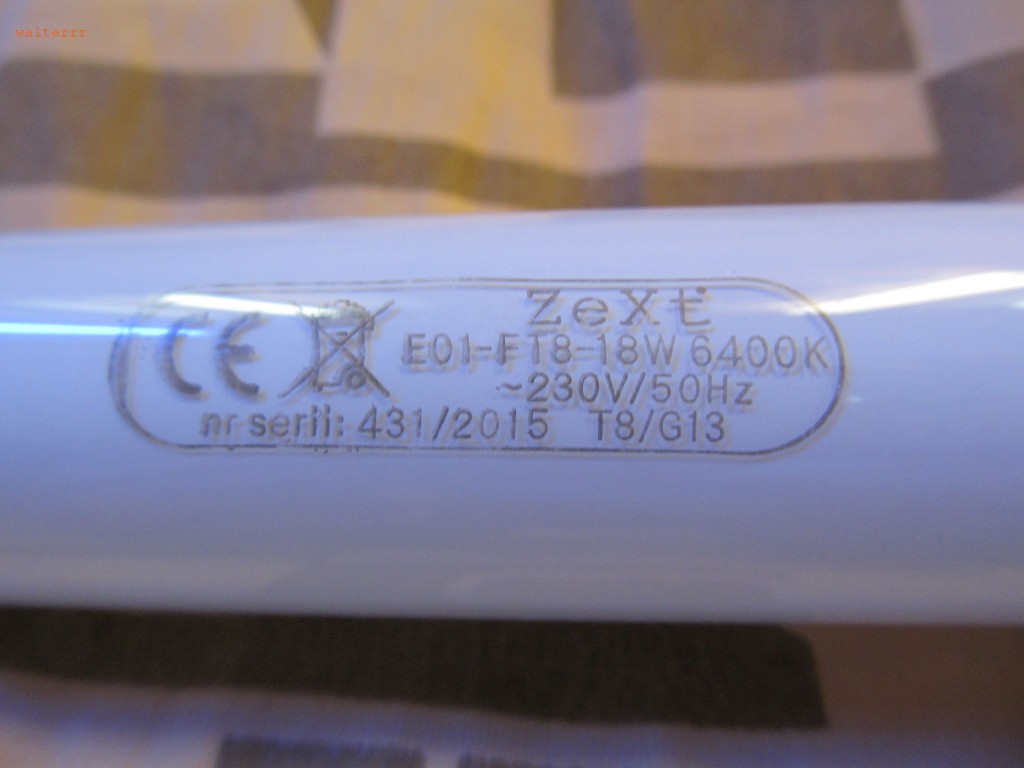 walterrr
CE
ZeXt
E01-FT8-18W 6400K
~230V/50Hz
nr serii: 431/2015 T8/G13